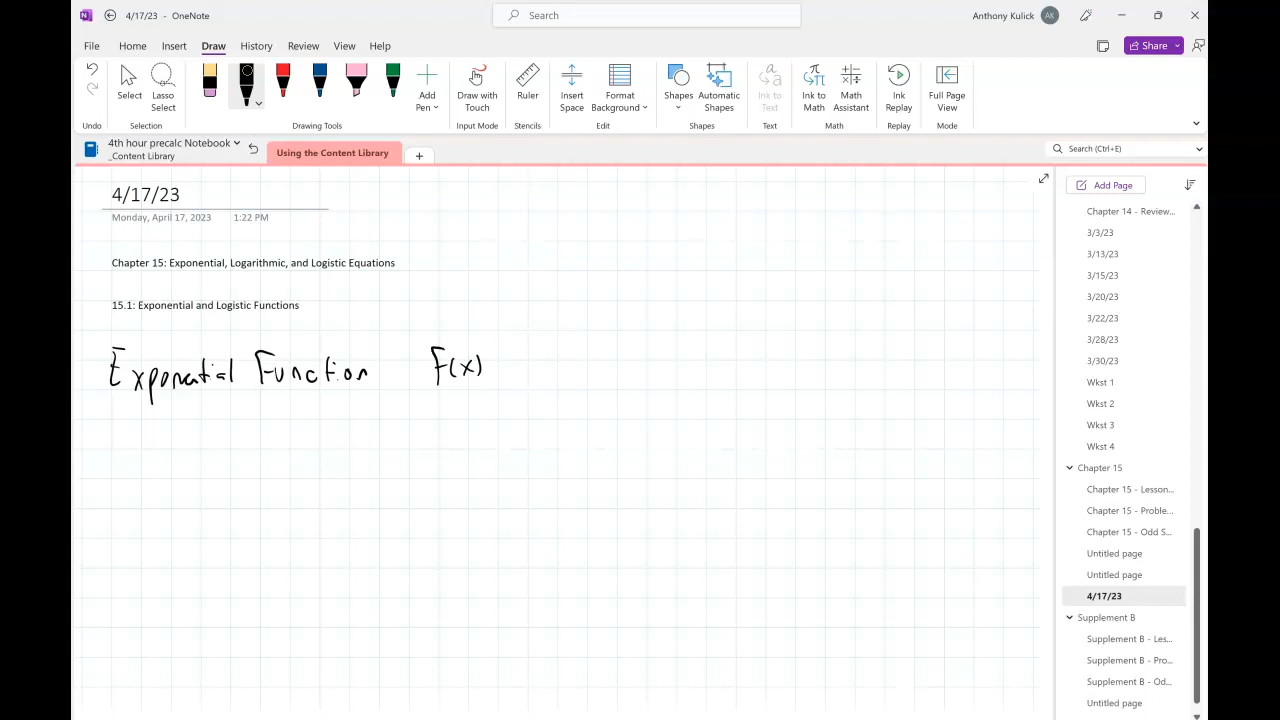 4/17/23 - OneNote
Search
Anthony Kulick
AK
File Home Insert Draw History Review View Help
Share
Undo
Select
Lasso Select
Selection
Drawing Tools
Add Pen
Draw with Touch
Input Mode
Ruler
Stencils
Insert Space
Format Background
Edit
Shapes
Automatic Shapes
Shapes
Ink to Text
Text
Ink to Math
Math Assistant
Math
Ink Replay
Replay
Full Page View
Mode
4th hour precalc Notebook
_Content Library
Using the Content Library
+
Search (Ctrl+E)
4/17/23
Monday, April 17, 2023 1:22 PM
Chapter 15: Exponential, Logarithmic, and Logistic Equations
15.1: Exponential and Logistic Functions
Exponential Function F(x)
Add Page
Chapter 14 - Review...
3/3/23
3/13/23
3/15/23
3/20/23
3/22/23
3/28/23
3/30/23
Wkst 1
Wkst 2
Wkst 3
Wkst 4
Chapter 15
Chapter 15 - Lesson...
Chapter 15 - Proble...
Chapter 15 - Odd S...
Untitled page
Untitled page
4/17/23
Supplement B
Supplement B - Les...
Supplement B - Pro...
Supplement B - Od...
Untitled page